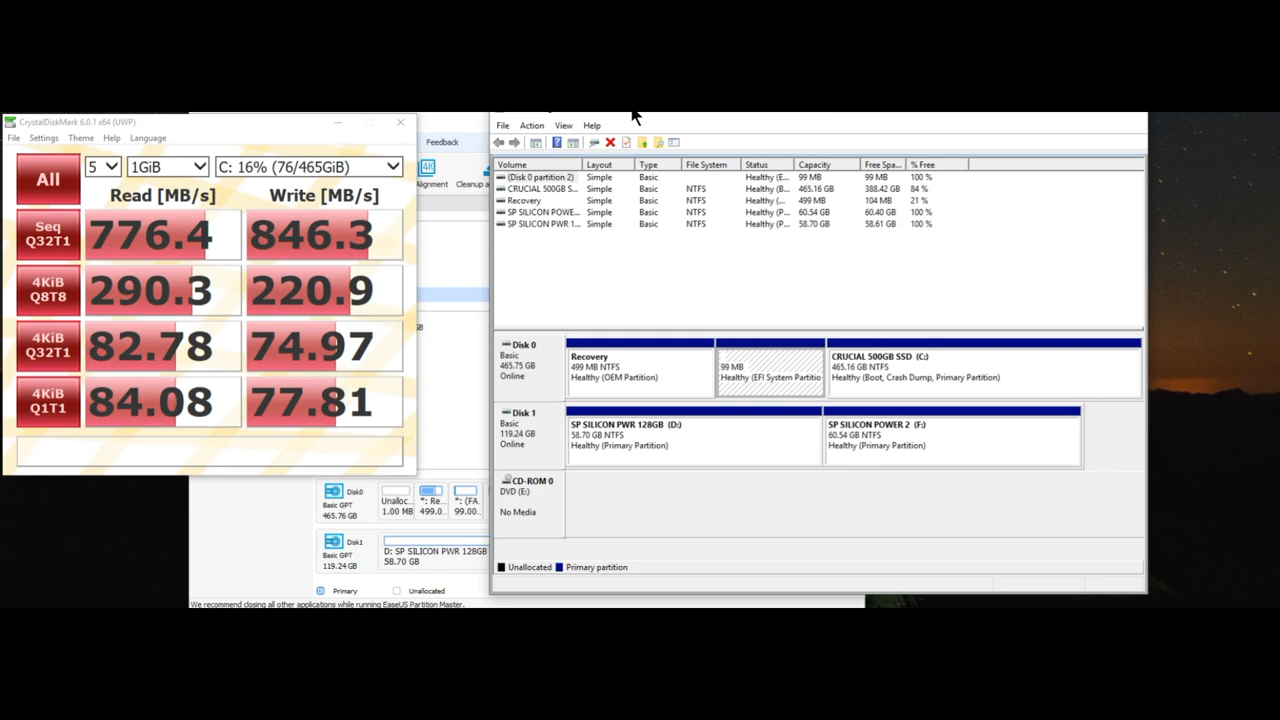 CrystalDiskMark 6.0.1 x64 (UWP)
File Settings Theme Help Language
All 5 1GiB C: 16% (76/465GiB)
Read [MB/s] Write [MB/s]
Seq Q32T1 776.4 846.3
4KiB Q8T8 290.3 220.9
4KiB Q32T1 82.78 74.97
4KiB Q1T1 84.08 77.81
Feedback
4K
lignment Cleanup a
GB
Disk0 Unalloc... *: Re... *: (FA.
Basic GPT 1.00 MB 499.0.. 99.00..
465.76 GB
Disk1
Basic GPT D: SP SILICON PWR 128GB
119.24 GB 58.70 GB
Primary Unallocated
We recommend closing all other applications while running EaseUS Partition Master.
File Action View Help
Volume Layout Type File System Status Capacity Free Spa... % Free
(Disk 0 partition 2) Simple Basic Healthy (E... 99 MB 99 MB 100 %
CRUCIAL 500GB S... Simple Basic NTFS Healthy (B... 465.16 GB 388.42 GB 84 %
Recovery Simple Basic NTFS Healthy (... 499 MB 104 MB 21 %
SP SILICON POWE... Simple Basic NTFS Healthy (P... 60.54 GB 60.40 GB 100 %
SP SILICON PWR 1... Simple Basic NTFS Healthy (P... 58.70 GB 58.61 GB 100 %
Disk 0
Basic
465.75 GB
Online
Recovery
499 MB NTFS
Healthy (OEM Partition)
99 MB
Healthy (EFI System Partitio
CRUCIAL 500GB SSD (C:)
465.16 GB NTFS
Healthy (Boot, Crash Dump, Primary Partition)
Disk 1
Basic
119.24 GB
Online
SP SILICON PWR 128GB (D:)
58.70 GB NTFS
Healthy (Primary Partition)
SP SILICON POWER 2 (F:)
60.54 GB NTFS
Healthy (Primary Partition)
CD-ROM 0
DVD (E:)
No Media
Unallocated Primary partition